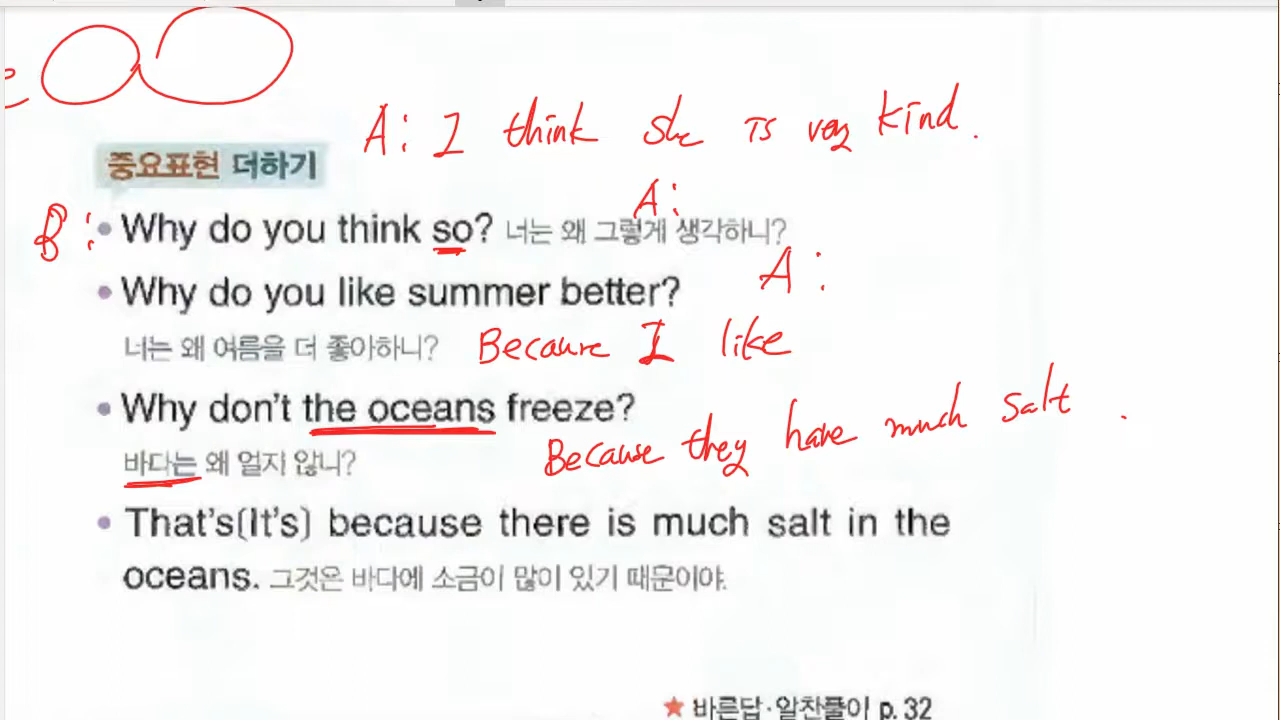 A: I think she is very kind.
중요표현 더하기
A:
B: • Why do you think so? 너는 왜 그렇게 생각하니?
A:
• Why do you like summer better?
너는 왜 여름을 더 좋아하니? Because I like
• Why don't the oceans freeze?
Because they have much salt.
바다는 왜 얼지 않니?
• That's(It's) because there is much salt in the
oceans. 그것은 바다에 소금이 많이 있기 때문이야.
★ 바른답·알찬풀이 p. 32